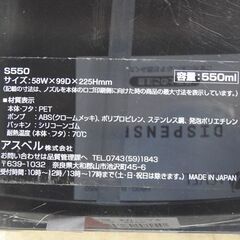 S550
サイズ:58W×99D×225Hmm
容量:550ml
(記載の寸法は、ノズルを本体のロゴ印刷側に向けた時の商品の最大寸法で表示しています。)
■材質表示
本体・フタ:PET
ポンプ:ABS(クロームメッキ)、ポリプロピレン、ステンレス鋼、発泡ポリエチレン
パッキン:シリコーンゴム
耐熱温度(本体・フタ):70℃
DISPENS
アスベル株式会社
お問い合わせは品質管理課へ TEL.0743(59)1843
〒639-1032 奈良県大和郡山市池沢町45-6
受付時間10時~12時/13時~17時まで(土・日・祝日は除きます)
MADE IN JAPAN